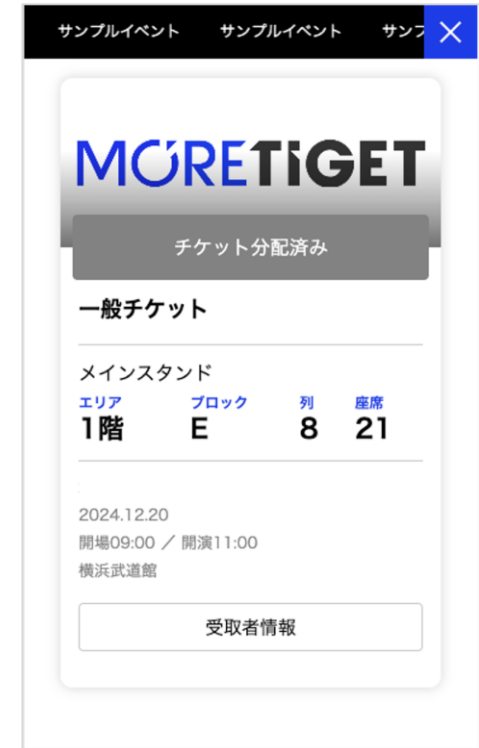 サンプルイベント サンプルイベント サンプ
MORETIGET
チケット分配済み
一般チケット
メインスタンド
エリア ブロック 列 座席
1階 E 8 21
2024.12.20
開場09:00 ／ 開演11:00
横浜武道館
受取者情報